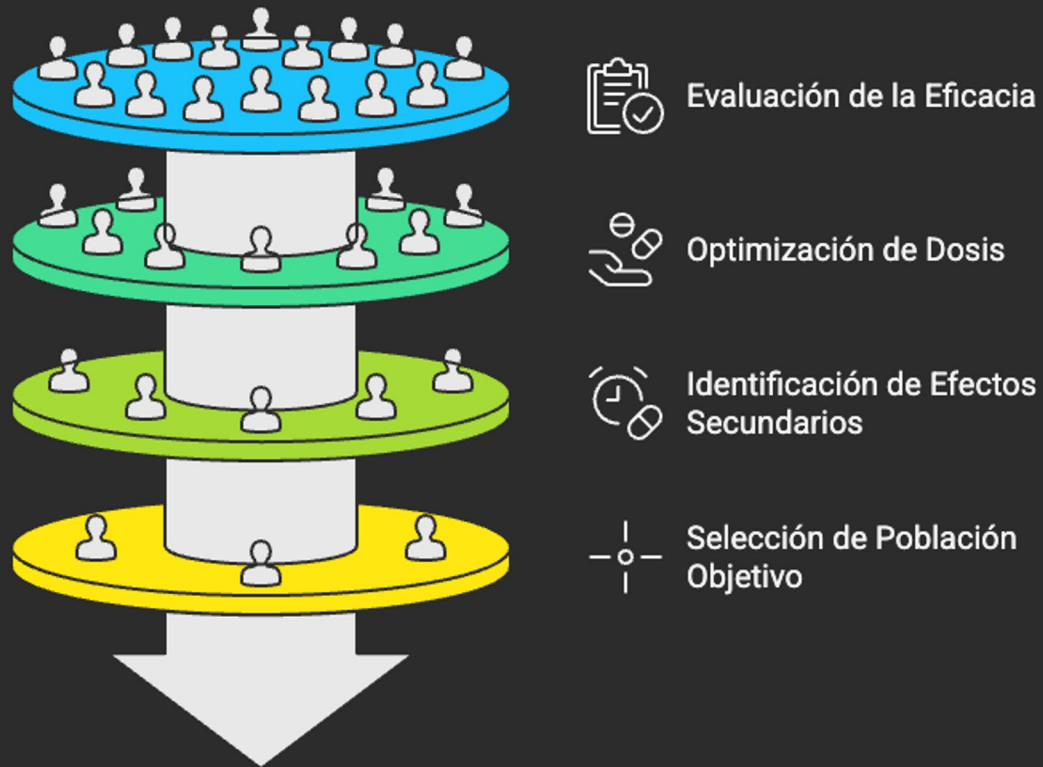 Evaluación de la Eficacia
Optimización de Dosis
Identificación de Efectos
Secundarios
Selección de Población
Objetivo